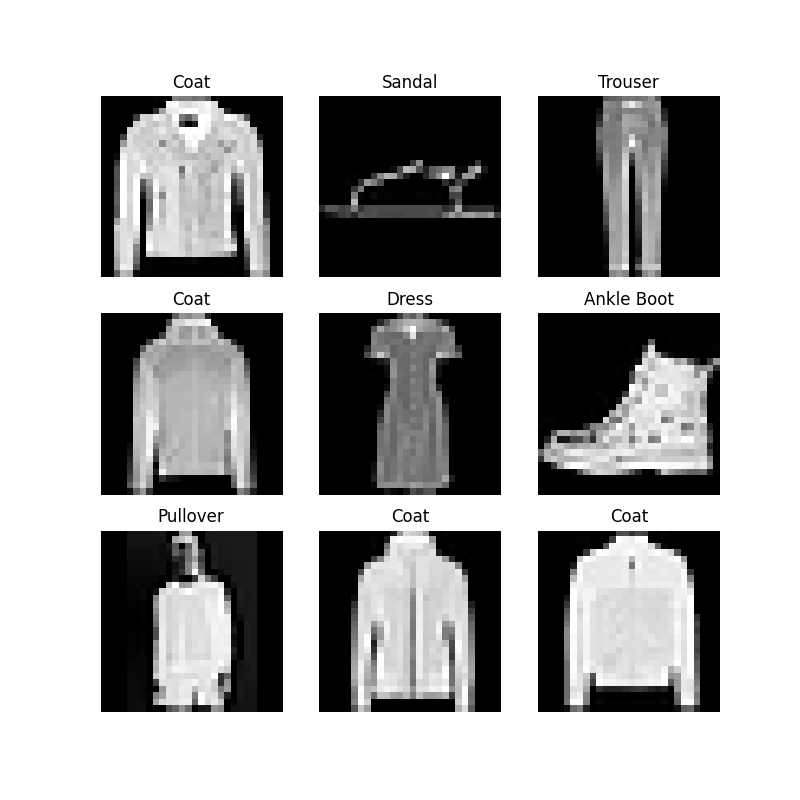 Coat
Sandal
Trouser
Coat
Dress
Ankle Boot
Pullover
Coat
Coat